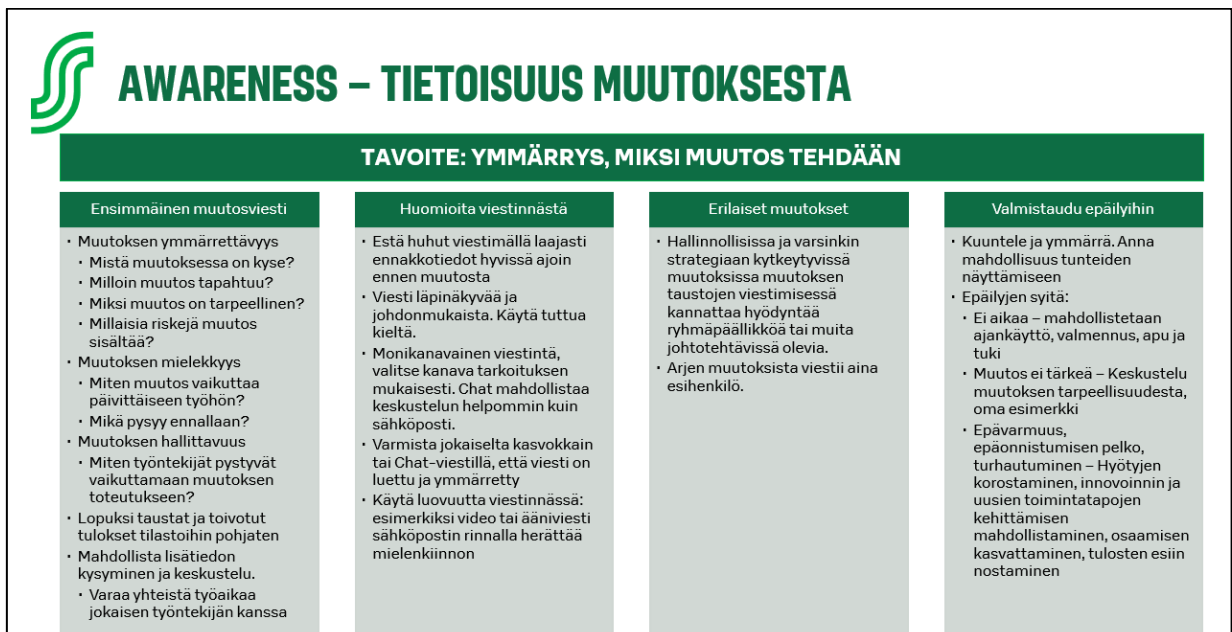 AWARENESS – TIETOISUUS MUUTOKSESTA
TAVOITE: YMMÄRRYS, MIKSI MUUTOS TEHDÄÄN
Ensimmäinen muutosviesti
• Muutoksen ymmärrettävyys
• Mistä muutoksessa on kyse?
• Milloin muutos tapahtuu?
• Miksi muutos on tarpeellinen?
• Millaisia riskejä muutos
sisältää?
• Muutoksen mielekkyys
• Miten muutos vaikuttaa
päivittäiseen työhön?
• Mikä pysyy ennallaan?
• Muutoksen hallittavuus
• Miten työntekijät pystyvät
vaikuttamaan muutoksen
toteutukseen?
• Lopuksi taustat ja toivotut
tulokset tilastoihin pohjaten
• Mahdollista lisätiedon
kysyminen ja keskustelu.
• Varaa yhteistä työaikaa
jokaisen työntekijän kanssa
Huomioita viestinnästä
• Estä huhut viestimällä laajasti
ennakkotiedot hyvissä ajoin
ennen muutosta
• Viesti läpinäkyvää ja
johdonmukaista. Käytä tuttua
kieltä.
• Monikanavainen viestintä,
valitse kanava tarkoituksen
mukaisesti. Chat mahdollistaa
keskustelun helpommin kuin
sähköposti.
• Varmista jokaiselta kasvokkain
tai Chat-viestillä, että viesti on
luettu ja ymmärretty
• Käytä luovuutta viestinnässä:
esimerkiksi video tai ääniviesti
sähköpostin rinnalla herättää
mielenkiinnon
Erilaiset muutokset
• Hallinnollisissa ja varsinkin
strategiaan kytkeytyvissä
muutoksissa muutoksen
taustojen viestimisessä
kannattaa hyödyntää
ryhmäpäällikköä tai muita
johtotehtävissä olevia.
• Arjen muutoksista viestii aina
esihenkilö.
Valmistaudu epäilyihin
• Kuuntele ja ymmärrä. Anna
mahdollisuus tunteiden
näyttämiseen
• Epäilyjen syitä:
• Ei aikaa – mahdollistetaan
ajankäyttö, valmennus, apu ja
tuki
• Muutos ei tärkeä – Keskustelu
muutoksen tarpeellisuudesta,
oma esimerkki
• Epävarmuus,
epäonnistumisen pelko,
turhautuminen – Hyötyjen
korostaminen, innovoinnin ja
uusien toimintatapojen
kehittämisen
mahdollistaminen, osaamisen
kasvattaminen, tulosten esiin
nostaminen